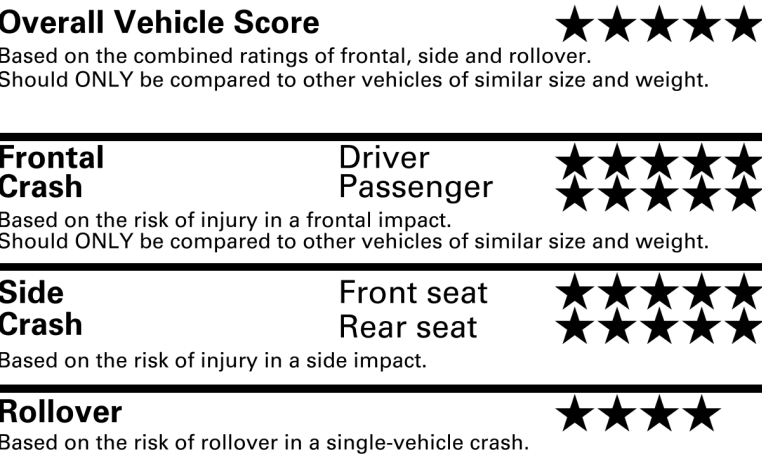 Overall Vehicle Score ★★★★★
Based on the combined ratings of frontal, side and rollover.
Should ONLY be compared to other vehicles of similar size and weight.
Frontal Driver ★★★★★
Crash Passenger ★★★★★
Based on the risk of injury in a frontal impact.
Should ONLY be compared to other vehicles of similar size and weight.
Side Front seat ★★★★★
Crash Rear seat ★★★★★
Based on the risk of injury in a side impact.
Rollover ★★★★
Based on the risk of rollover in a single-vehicle crash.